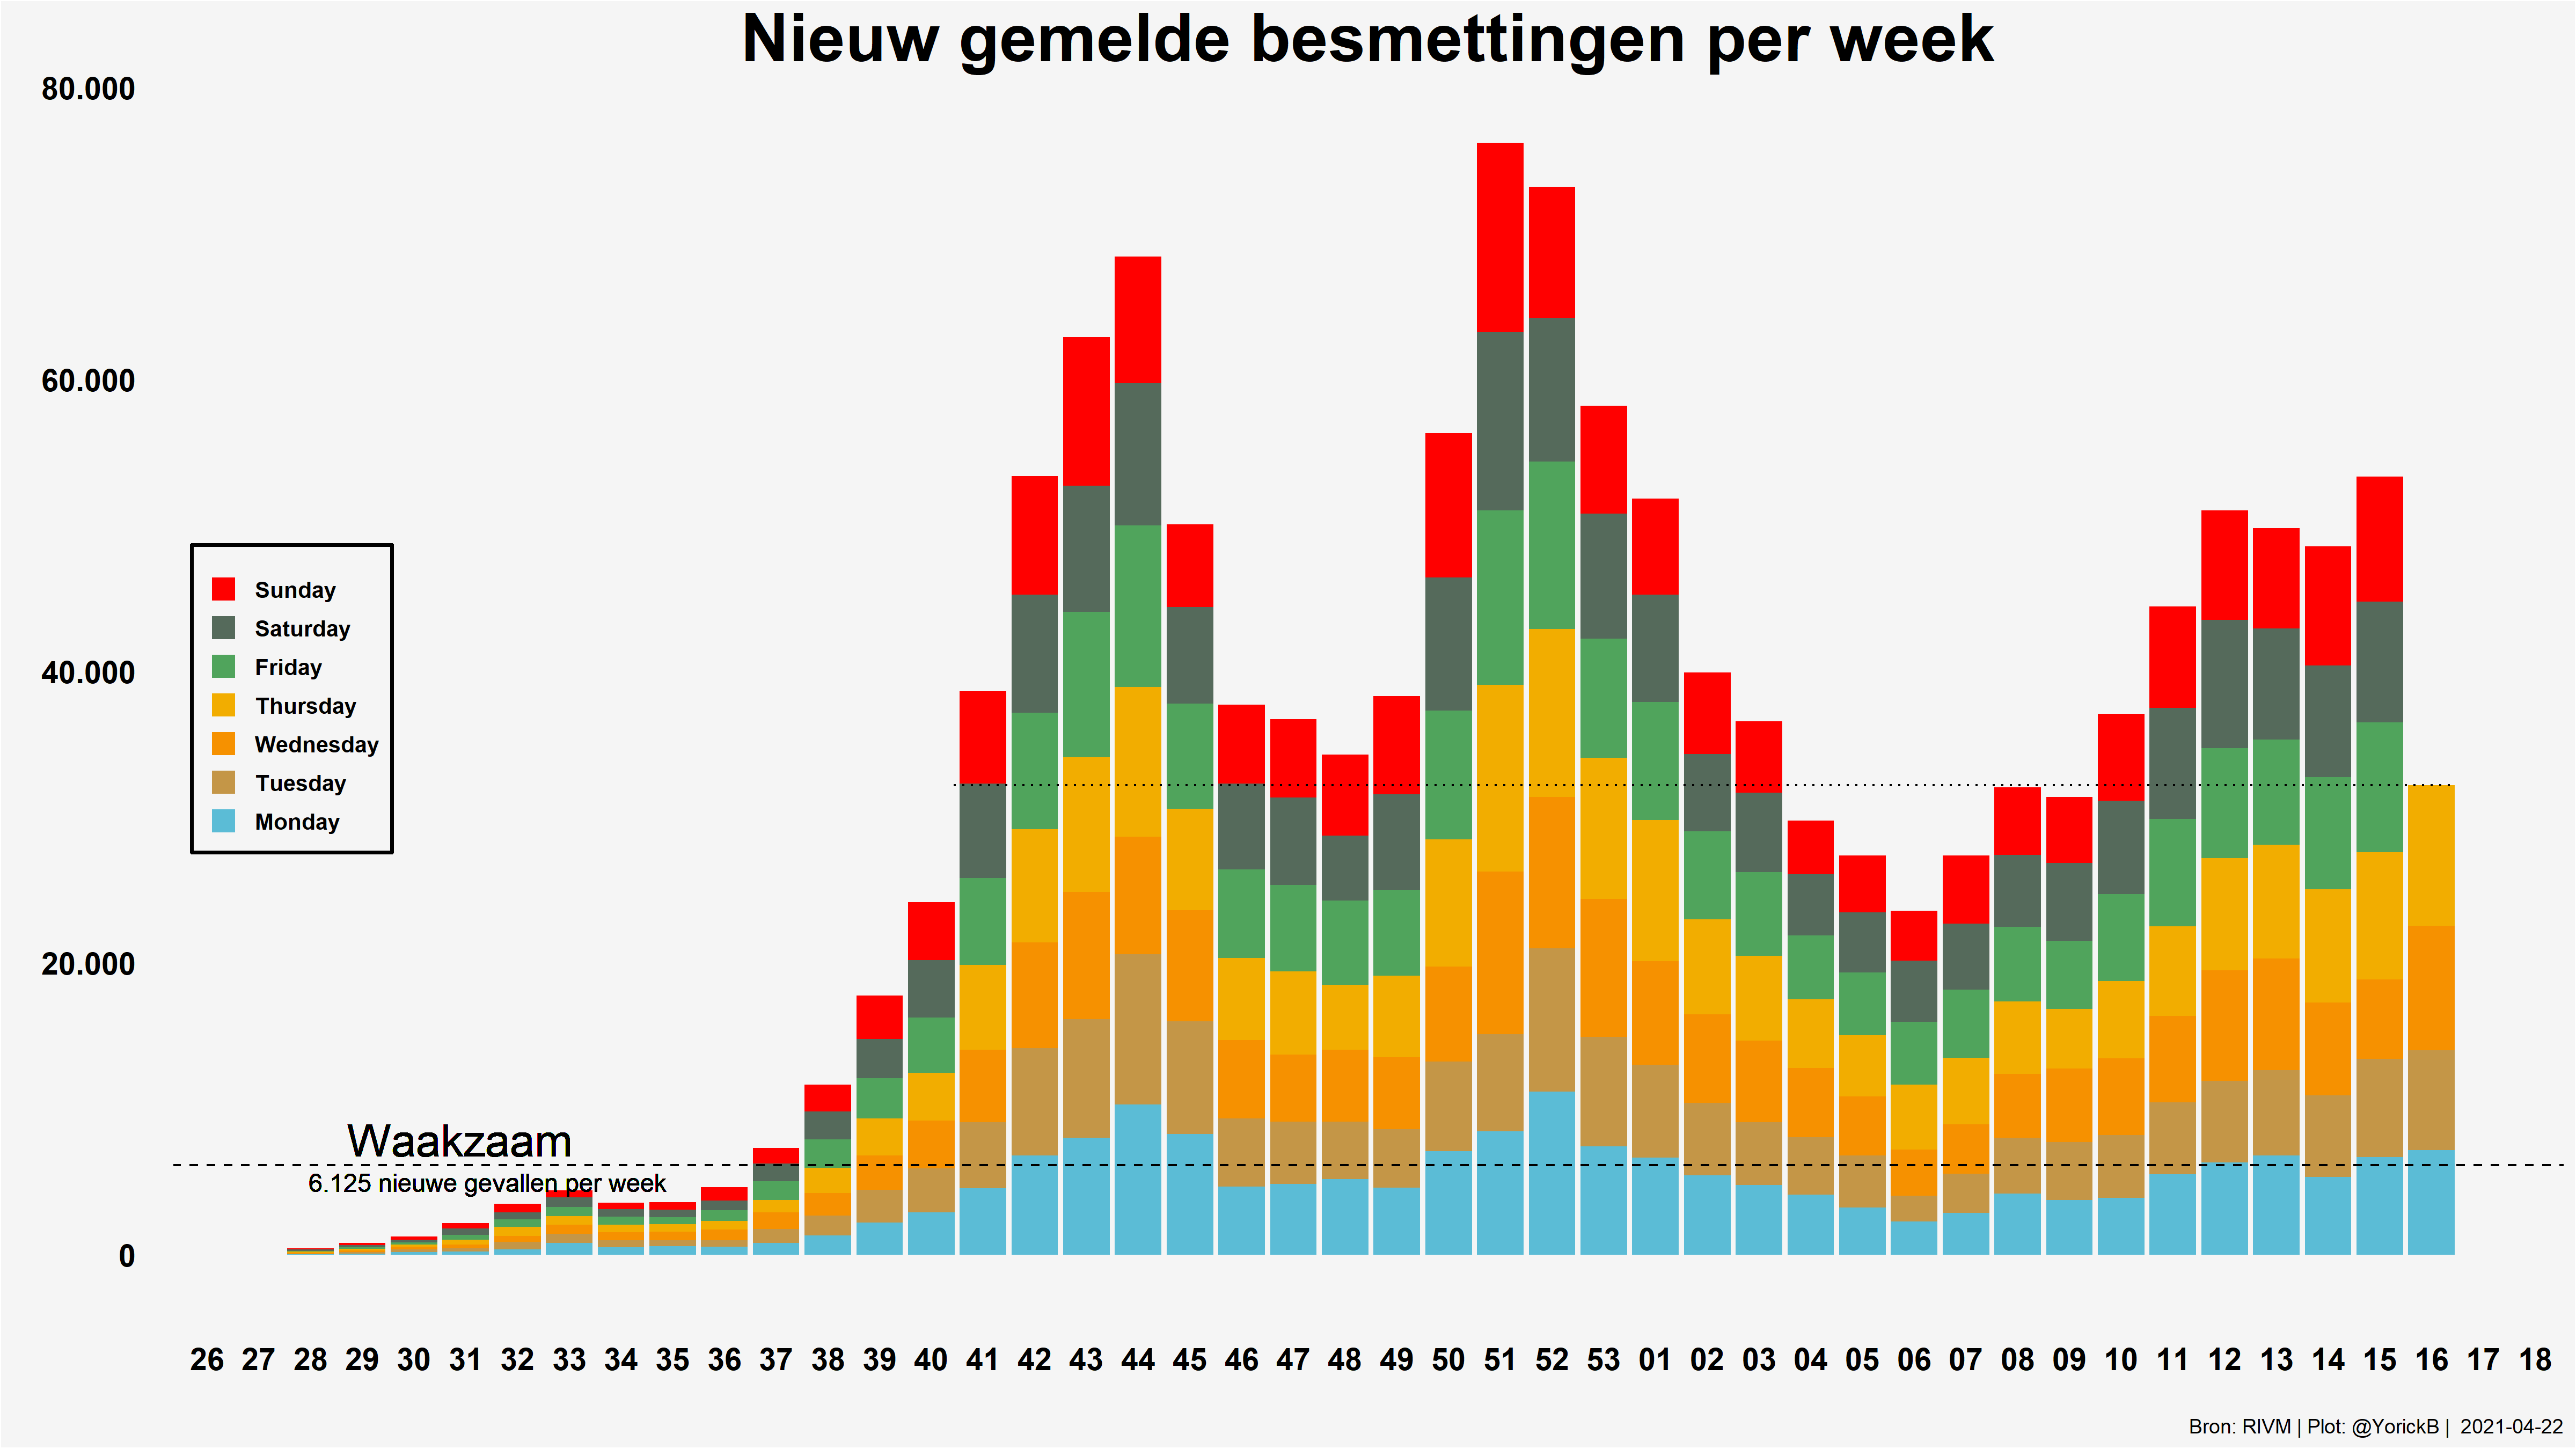 Nieuw gemelde besmettingen per week
80.000
60.000
40.000
20.000
0
Sunday
Saturday
Friday
Thursday
Wednesday
Tuesday
Monday
Waakzaam
6.125 nieuwe gevallen per week
26 27 28 29 30 31 32 33 34 35 36 37 38 39 40 41 42 43 44 45 46 47 48 49 50 51 52 53 01 02 03 04 05 06 07 08 09 10 11 12 13 14 15 16 17 18
Bron: RIVM | Plot: @YorickB | 2021-04-22